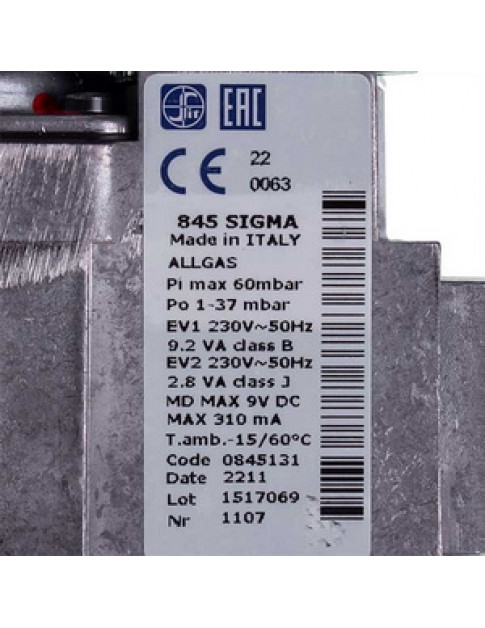 Sit EAC
CE 22
0063
845 SIGMA
Made in ITALY
ALLGAS
Pi max 60mbar
Po 1-37 mbar
EV1 230V~50Hz
9.2 VA class B
EV2 230V~50Hz
2.8 VA class J
MD MAX 9V DC
MAX 310 mA
T.amb.-15/60°C
Code 0845131
Date 2211
Lot 1517069
Nr 1107